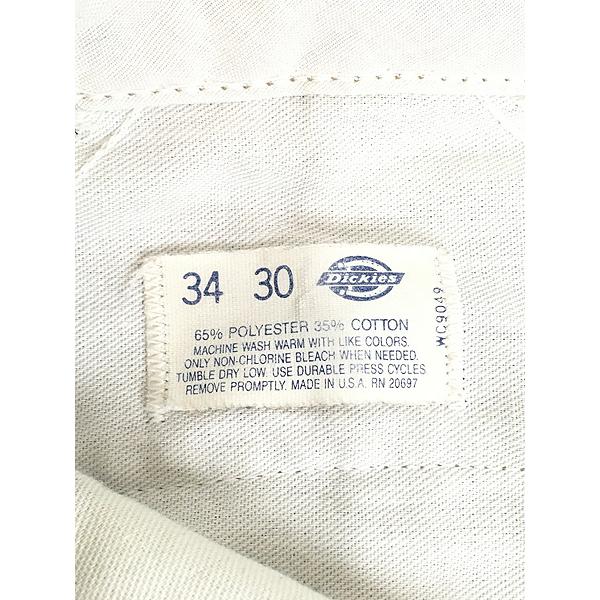 34 30 Dickies
65% POLYESTER 35% COTTON
MACHINE WASH WARM WITH LIKE COLORS.
ONLY NON-CHLORINE BLEACH WHEN NEEDED.
TUMBLE DRY LOW. USE DURABLE PRESS CYCLES
REMOVE PROMPTLY. MADE IN U.S.A. RN 20697
WC9049